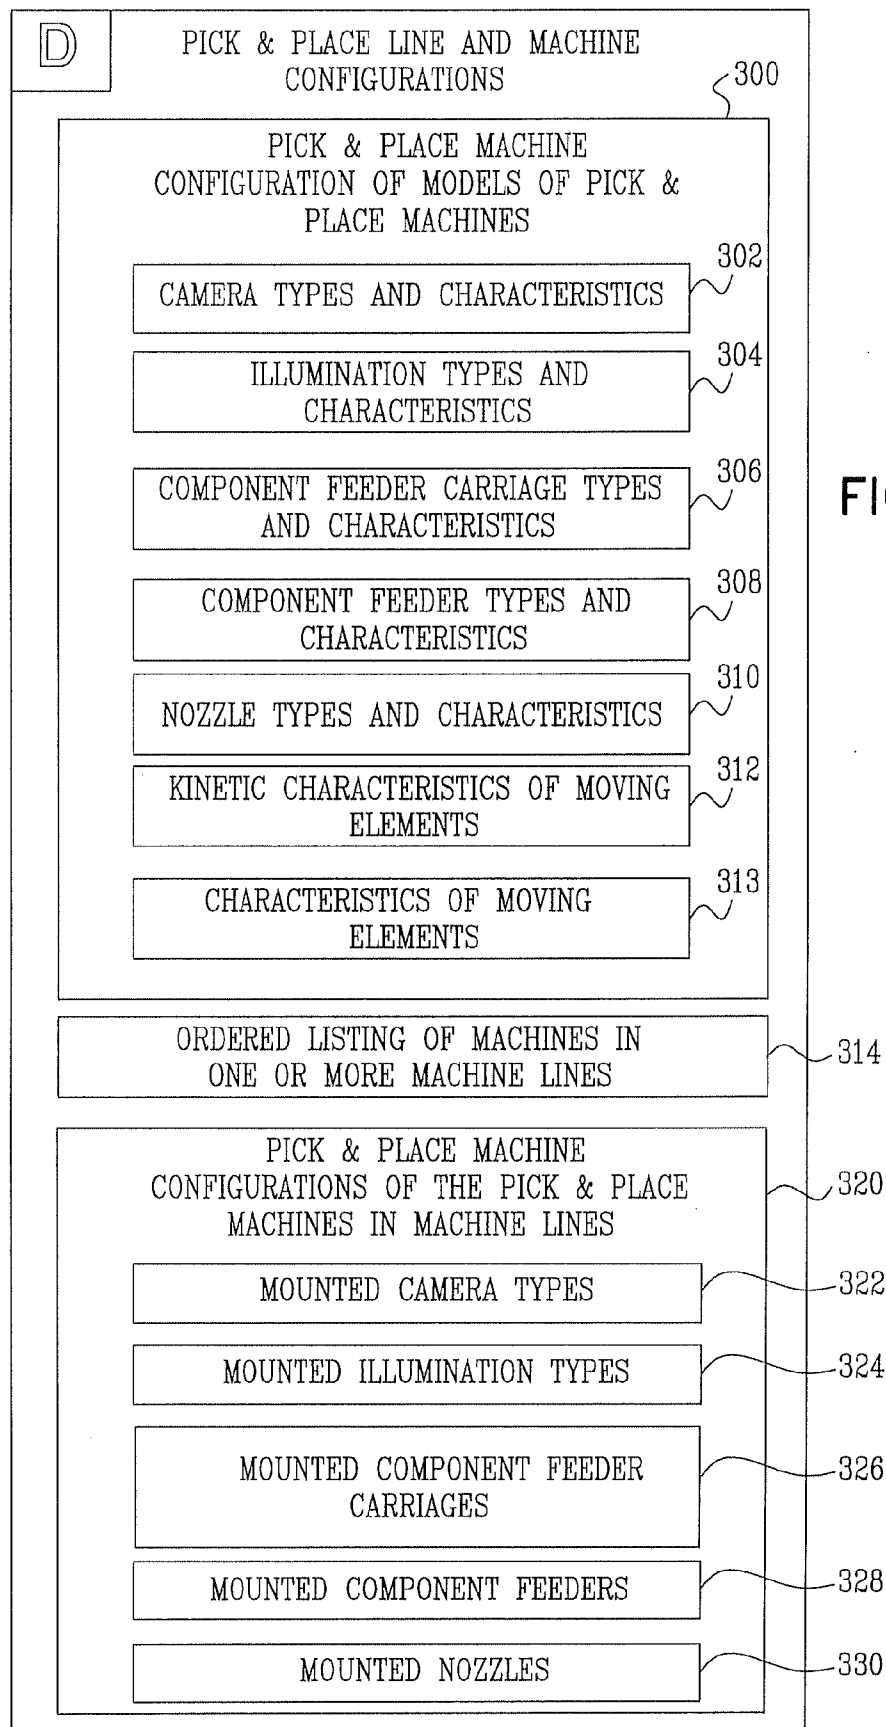 D
PICK & PLACE LINE AND MACHINE
CONFIGURATIONS
300
PICK & PLACE MACHINE
CONFIGURATION OF MODELS OF PICK &
PLACE MACHINES
302
CAMERA TYPES AND CHARACTERISTICS
304
ILLUMINATION TYPES AND
CHARACTERISTICS
306
COMPONENT FEEDER CARRIAGE TYPES
AND CHARACTERISTICS
308
COMPONENT FEEDER TYPES AND
CHARACTERISTICS
310
NOZZLE TYPES AND CHARACTERISTICS
312
KINETIC CHARACTERISTICS OF MOVING
ELEMENTS
313
CHARACTERISTICS OF MOVING
ELEMENTS
ORDERED LISTING OF MACHINES IN
ONE OR MORE MACHINE LINES
314
PICK & PLACE MACHINE
CONFIGURATIONS OF THE PICK & PLACE
MACHINES IN MACHINE LINES
320
MOUNTED CAMERA TYPES
322
MOUNTED ILLUMINATION TYPES
324
MOUNTED COMPONENT FEEDER
CARRIAGES
326
MOUNTED COMPONENT FEEDERS
328
MOUNTED NOZZLES
330